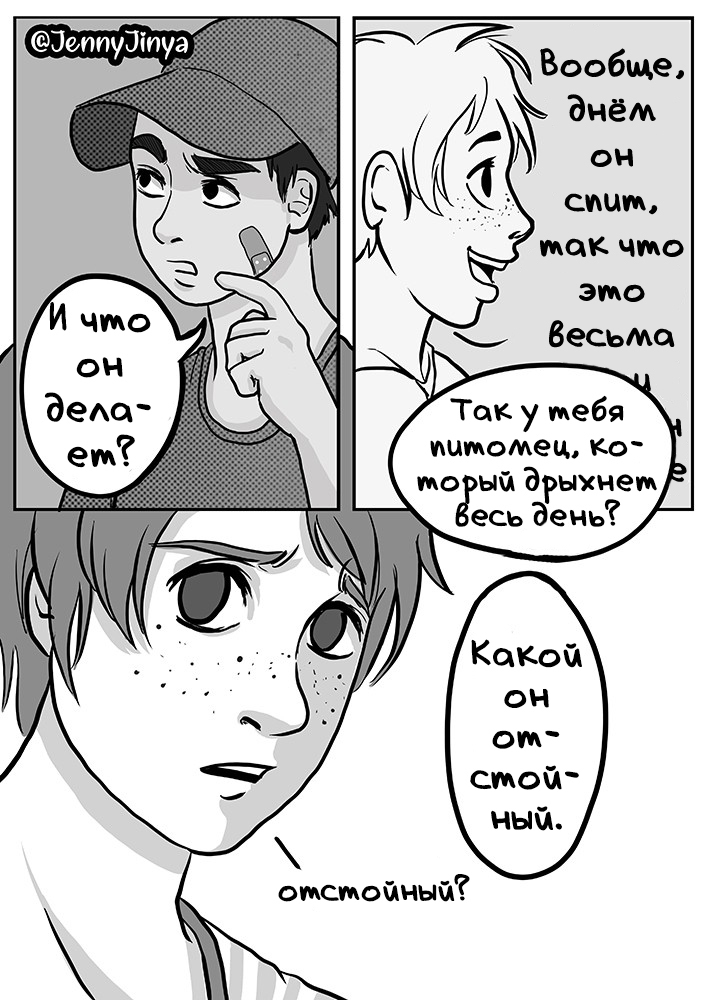 ©JennyJinya
И что
он
дела-
ет?
Вообще,
днём
он
спит,
так что
это
весьма
Так у тебя
питомец, ко-
торый дрыхнет
весь день?
Какой
он
от-
стой-
ный.
отстойный?